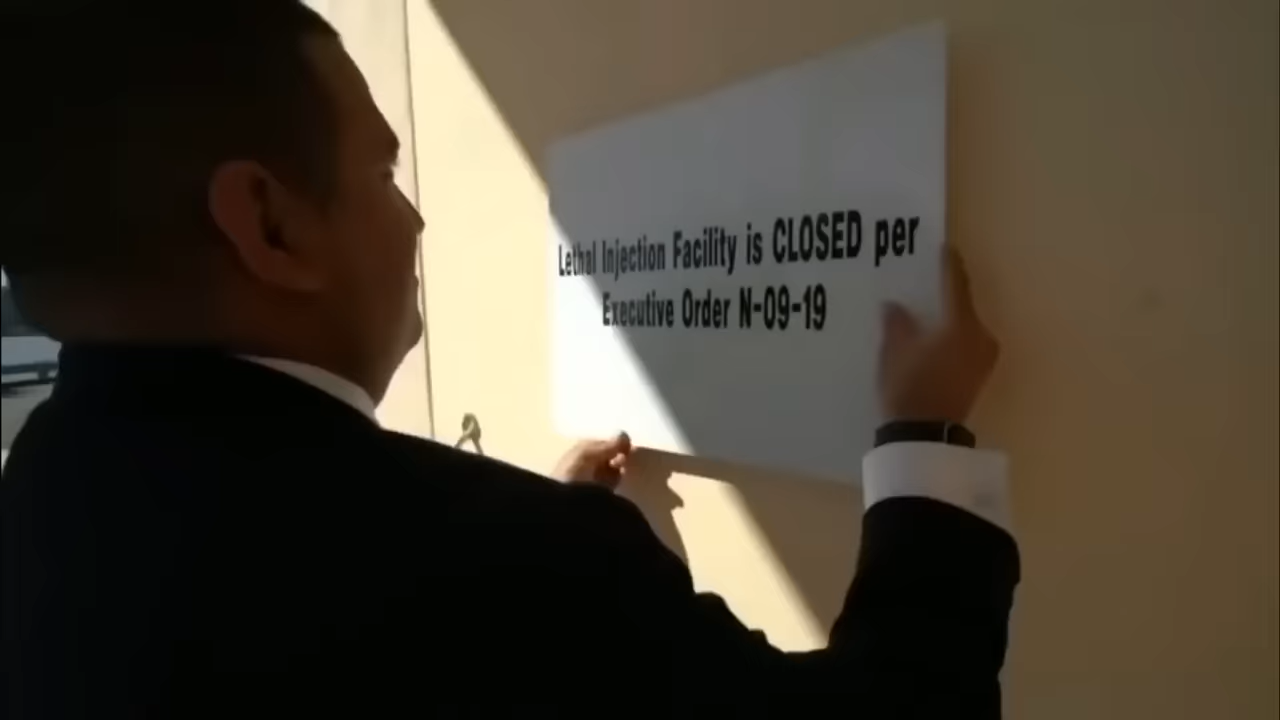 Lethal Injection Facility is CLOSED per
Executive Order N-09-19